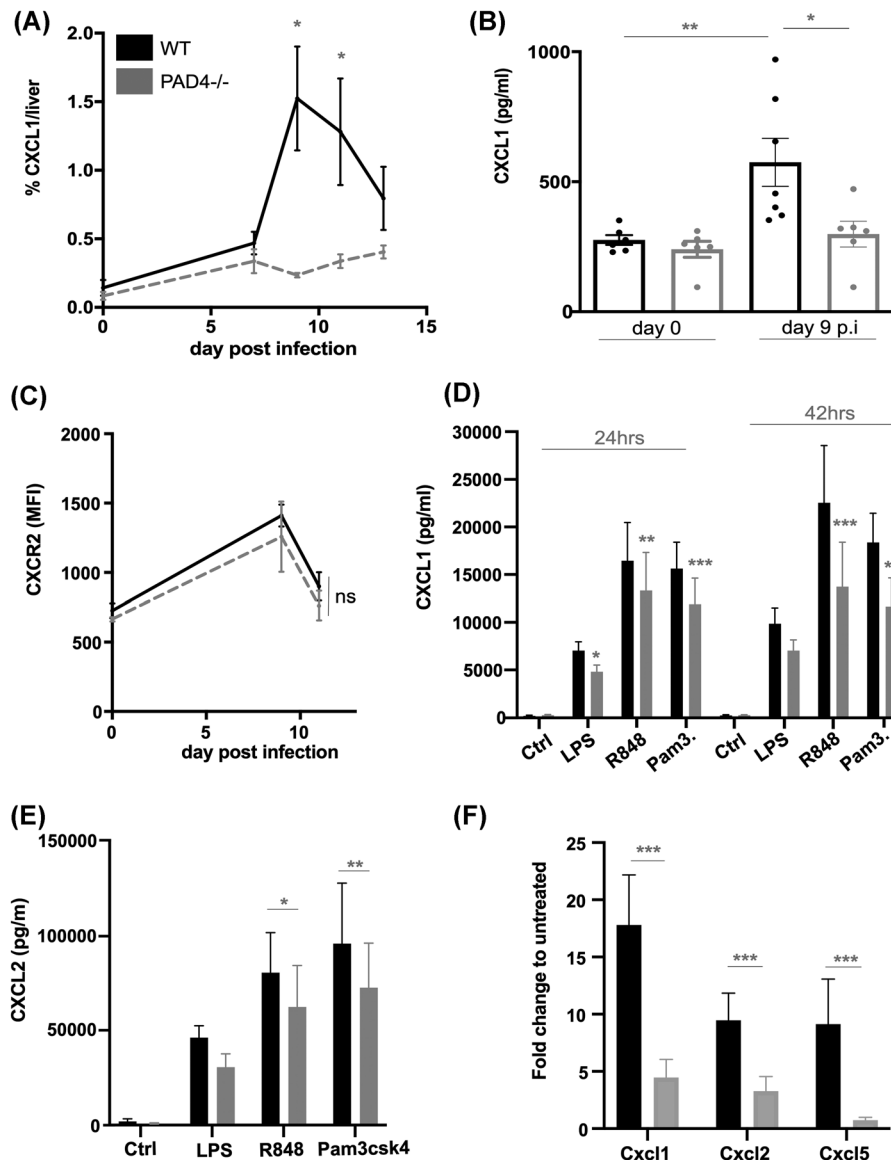 (A)
% CXCL1/liver
2.0
1.5
1.0
0.5
0.0
WT
PAD4-/-
*
*
0 5 10 15
day post infection
(B)
CXCL1 (pg/ml)
1000
500
0
**
*
day 0
day 9 p.i
(C)
CXCR2 (MFI)
2000
1500
1000
500
0
ns
0 5 10
day post infection
(D)
CXCL1 (pg/ml)
30000
25000
20000
15000
10000
5000
0
24hrs
42hrs
*
**
***
***
Ctrl LPS R848 Pam3. Ctrl LPS R848 Pam3.
(E)
CXCL2 (pg/m)
150000
100000
50000
0
*
**
Ctrl LPS R848 Pam3csk4
(F)
Fold change to untreated
25
20
15
10
5
0
***
***
***
Cxcl1 Cxcl2 Cxcl5